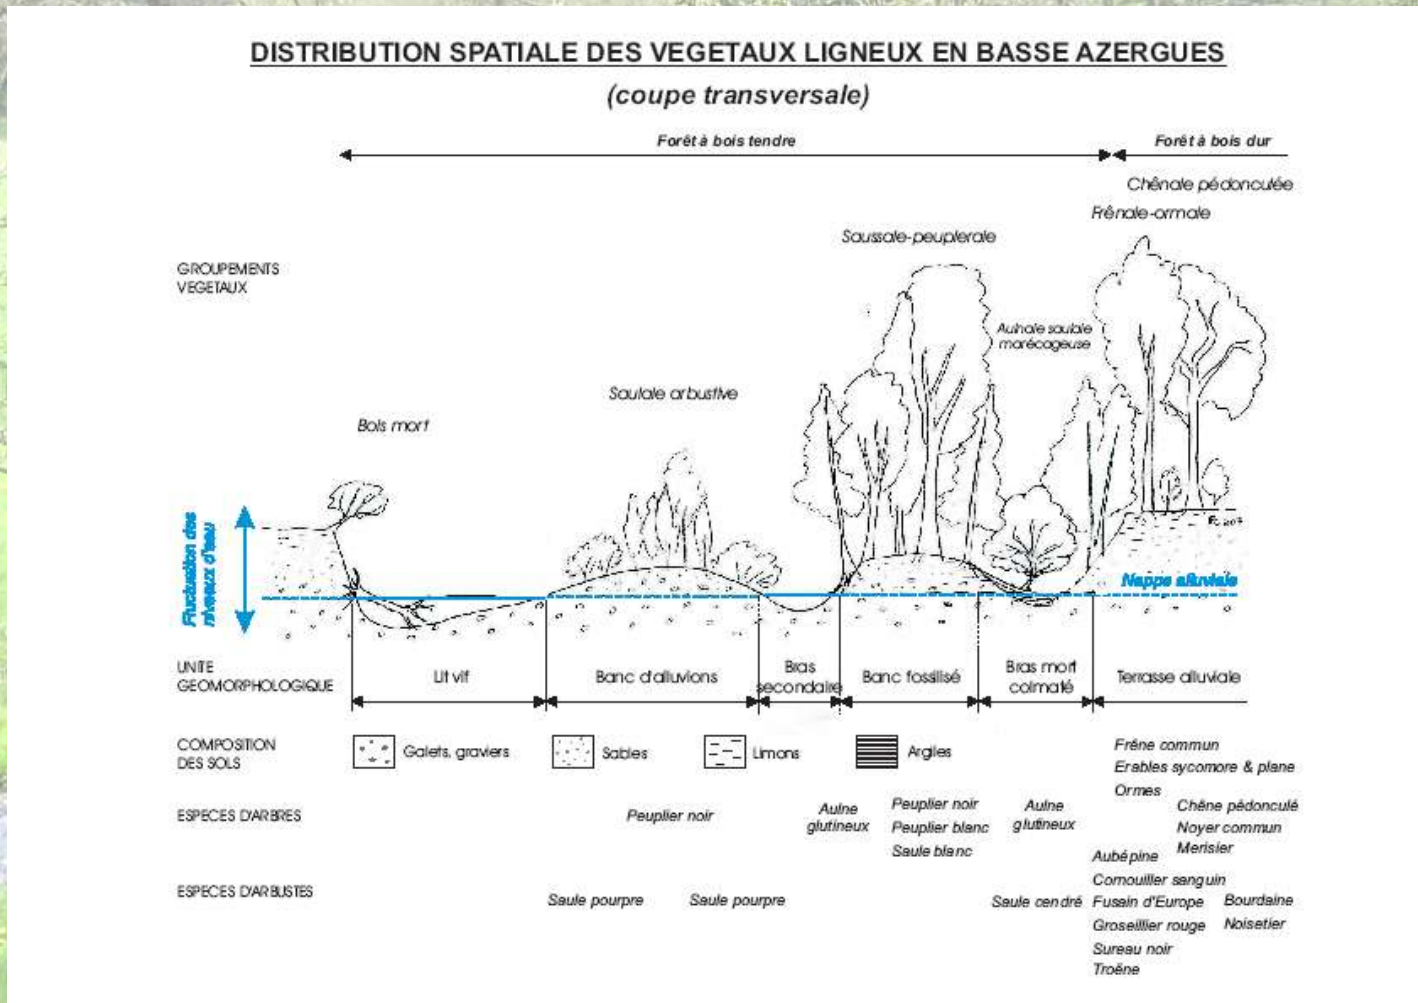 DISTRIBUTION SPATIALE DES VEGETAUX LIGNEUX EN BASSE AZERGUES
(coupe transversale)
Forêt à bois tendre
Forêt à bois dur
Chênaie pédonculée
Frênaie-ormaie
Saussaie-peupleraie
GROUPEMENTS
VEGETAUX
Aulnaie saulaie
marécageuse
Saulaie arbustive
Bois mort
Fluctuation des
niveaux d'eau
Nappe alluviale
UNITE
GEOMORPHOLOGIQUE
Lit vif
Banc d'alluvions
Bras
secondaire
Banc fossilisé
Bras mort
colmaté
Terrasse alluviale
COMPOSITION
DES SOLS
Galets, graviers
Sables
Limons
Argiles
Frêne commun
Erables sycomore & plane
Ormes
Chêne pédonculé
Noyer commun
Merisier
ESPECES D'ARBRES
Peuplier noir
Aulne
glutineux
Peuplier noir
Peuplier blanc
Saule blanc
Aulne
glutineux
ESPECES D'ARBUSTES
Saule pourpre
Saule pourpre
Saule cendré
Aubépine
Cornouiller sanguin
Fusain d'Europe
Groseillier rouge
Sureau noir
Troëne
Bourdaine
Noisetier